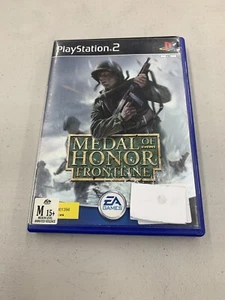 PlayStation 2
MEDAL OF
HONOR
FRONTLINE
M 15+
EA
GAMES